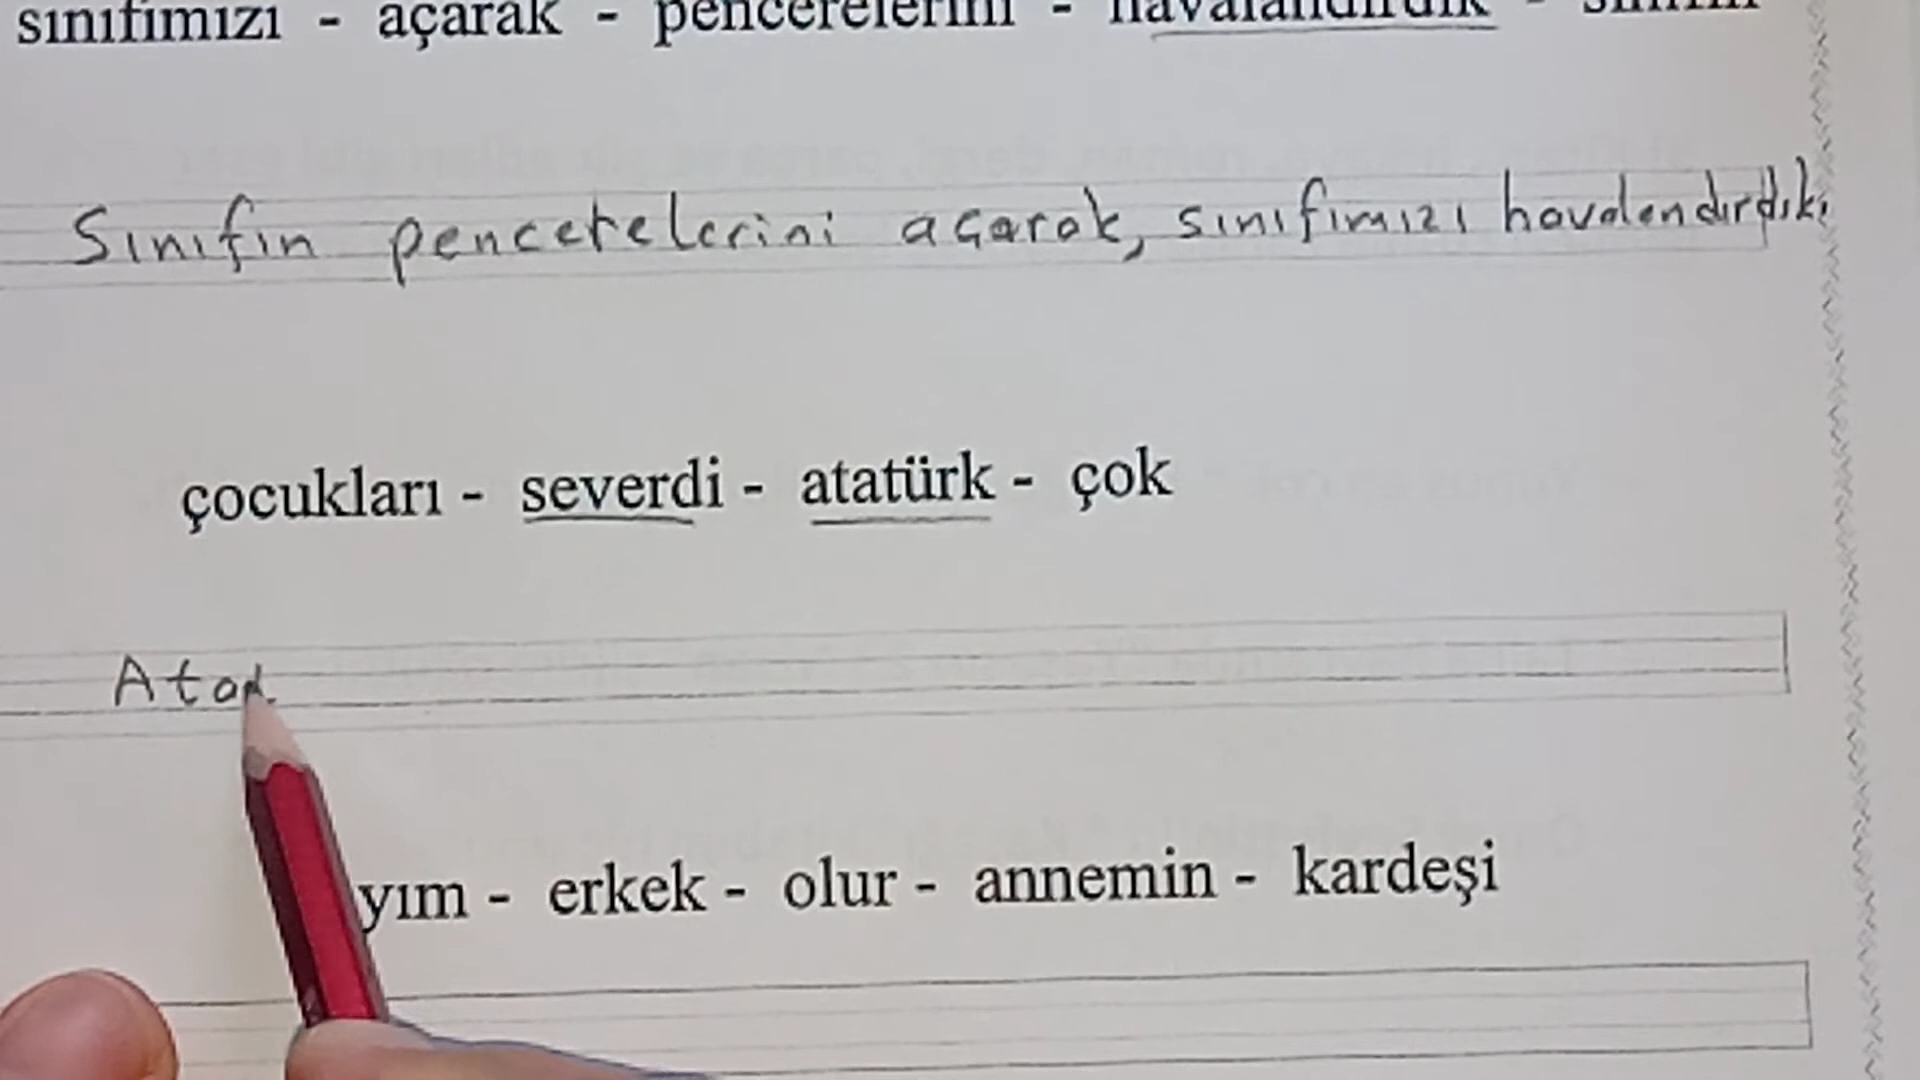 sınıfımızı - açarak - pencerelerini - havalandırdık - sınıfın
Sınıfın pencerelerini açarak, sınıfımızı havalandırdık.
çocukları - severdi - atatürk - çok
Ata
yım - erkek - olur - annemin - kardeşi